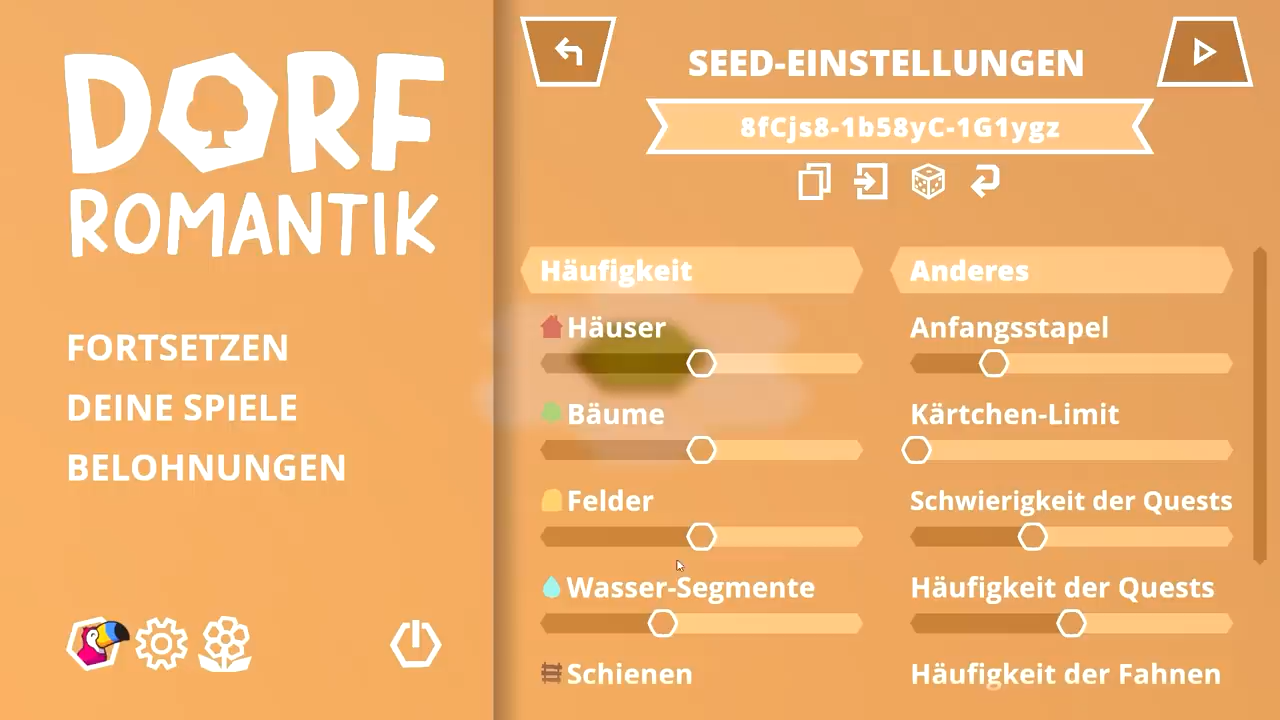 DORF
ROMANTIK
FORTSETZEN
DEINE SPIELE
BELOHNUNGEN
SEED-EINSTELLUNGEN
8fCjs8-1b58yC-1G1ygz
Häufigkeit
Häuser
Bäume
Felder
Wasser-Segmente
Schienen
Anderes
Anfangsstapel
Kärtchen-Limit
Schwierigkeit der Quests
Häufigkeit der Quests
Häufigkeit der Fahnen